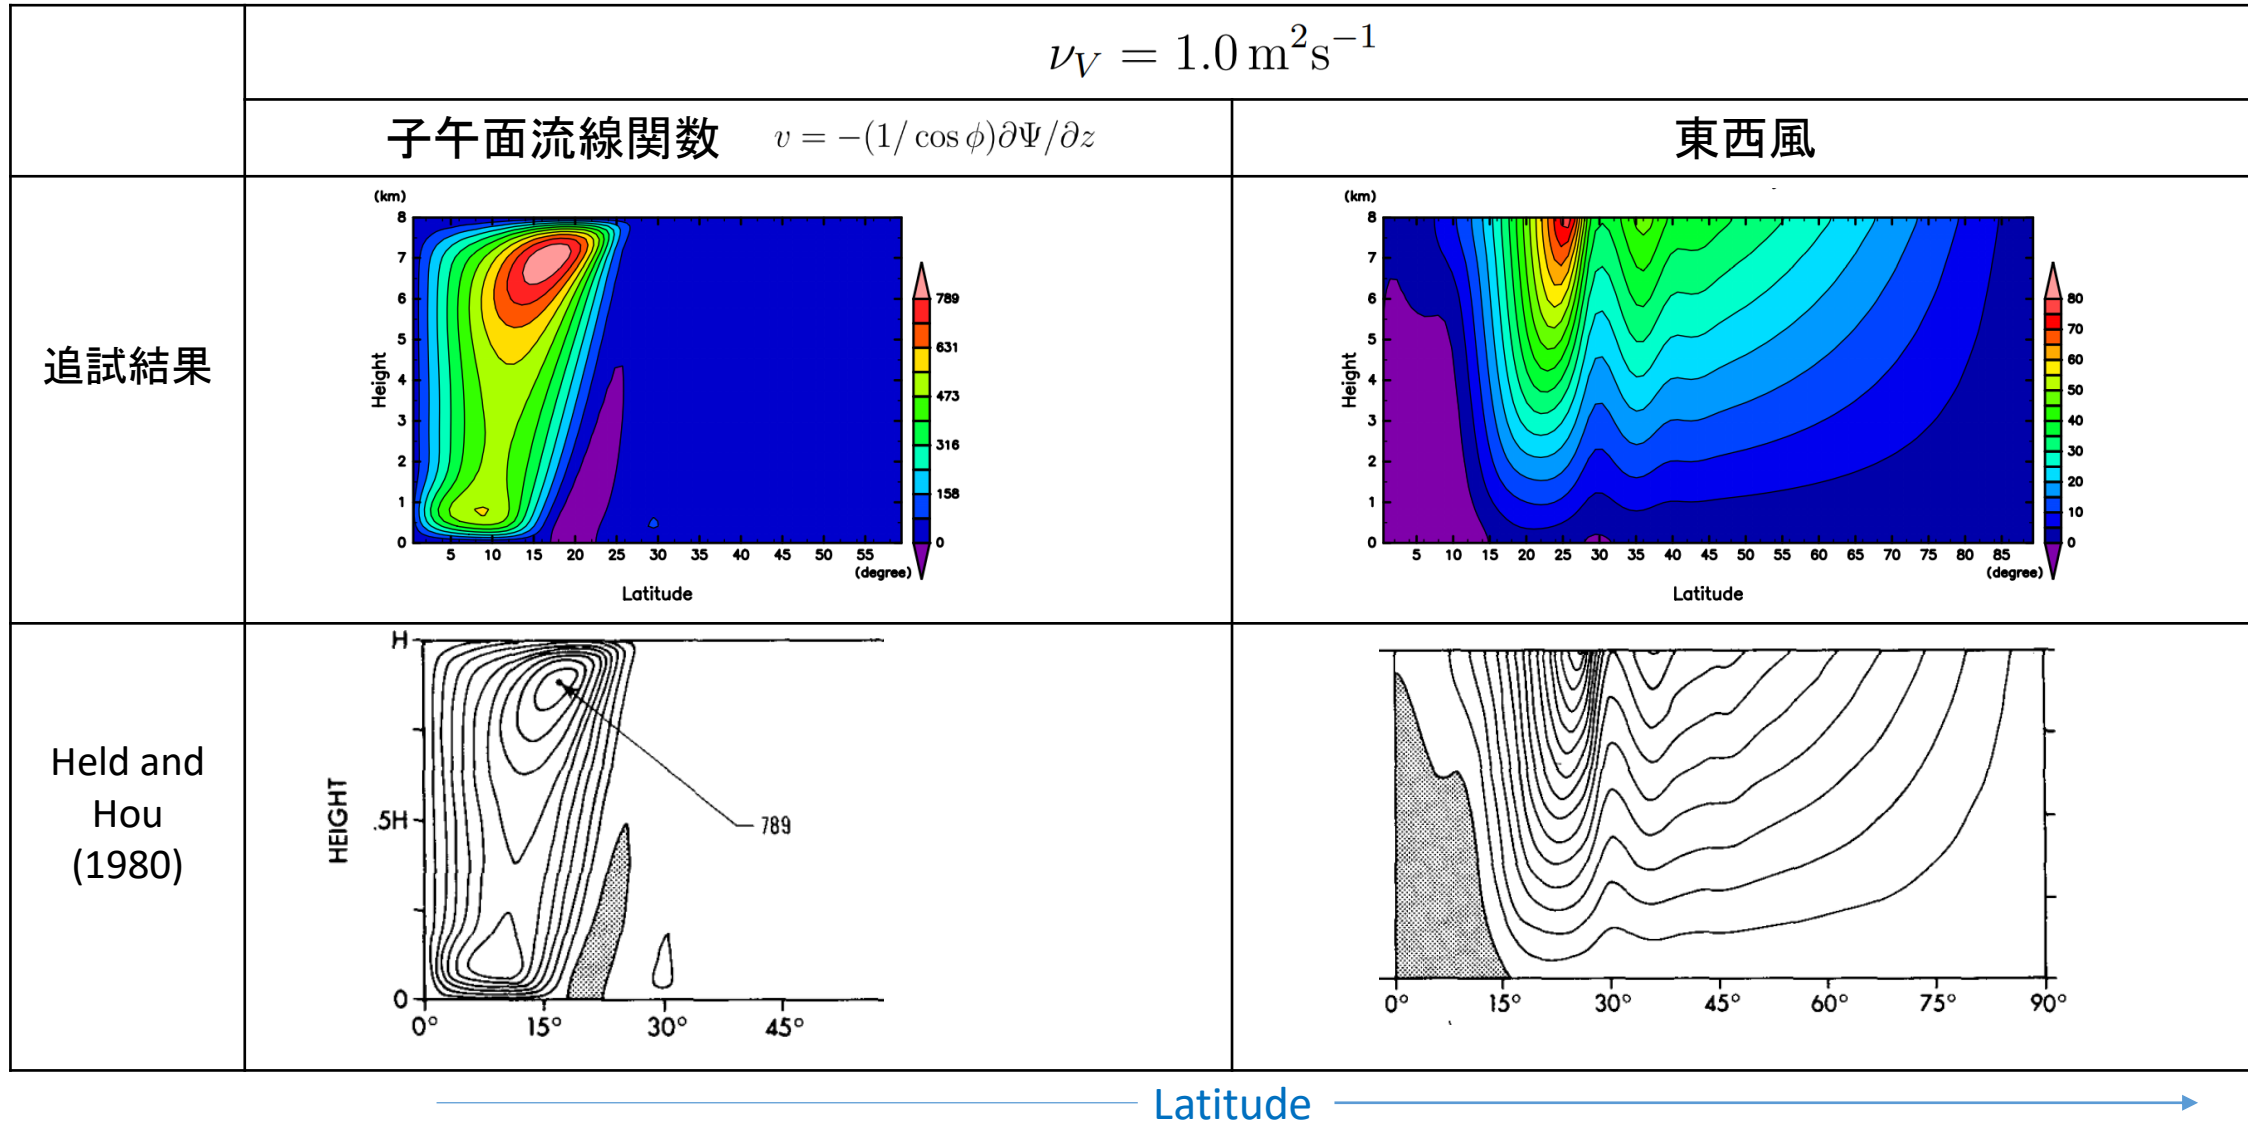 ν_V = 1.0 m²s⁻¹
子午面流線関数 v = −(1/ cos ϕ)∂Ψ/∂z
東西風
追試結果
(km)
8
7
6
5
4
3
2
1
0
Height
5 10 15 20 25 30 35 40 45 50 55
(degree)
Latitude
789
631
473
316
158
0
(km)
8
7
6
5
4
3
2
1
0
Height
5 10 15 20 25 30 35 40 45 50 55 60 65 70 75 80 85
(degree)
Latitude
80
70
60
50
40
30
20
10
0
Held and
Hou
(1980)
H
.5H
0
HEIGHT
789
0° 15° 30° 45°
0° 15° 30° 45° 60° 75° 90°
Latitude